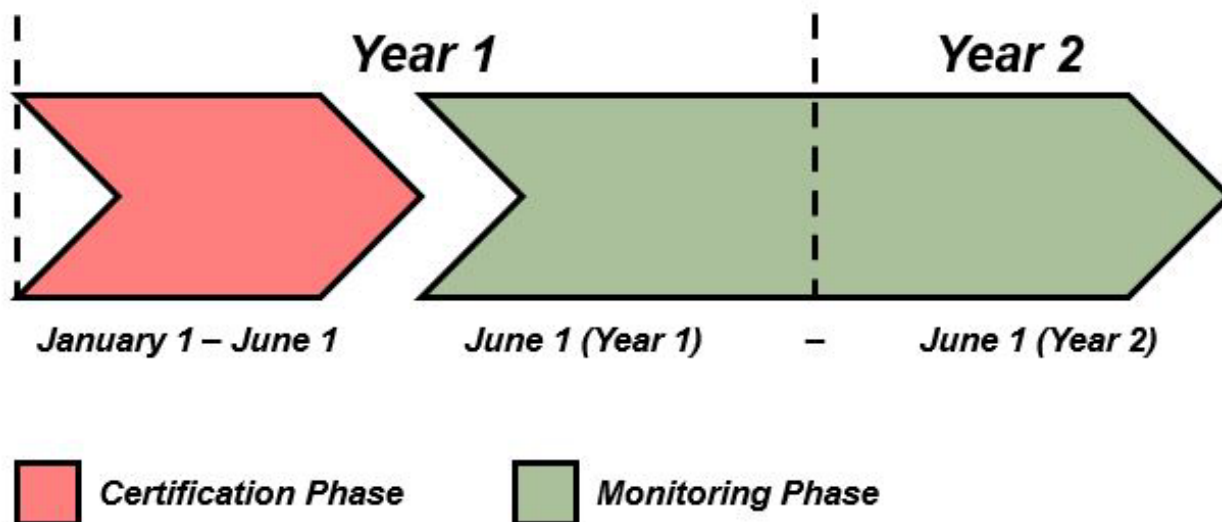 Year 1
Year 2
January 1 – June 1
June 1 (Year 1) – June 1 (Year 2)
Certification Phase
Monitoring Phase